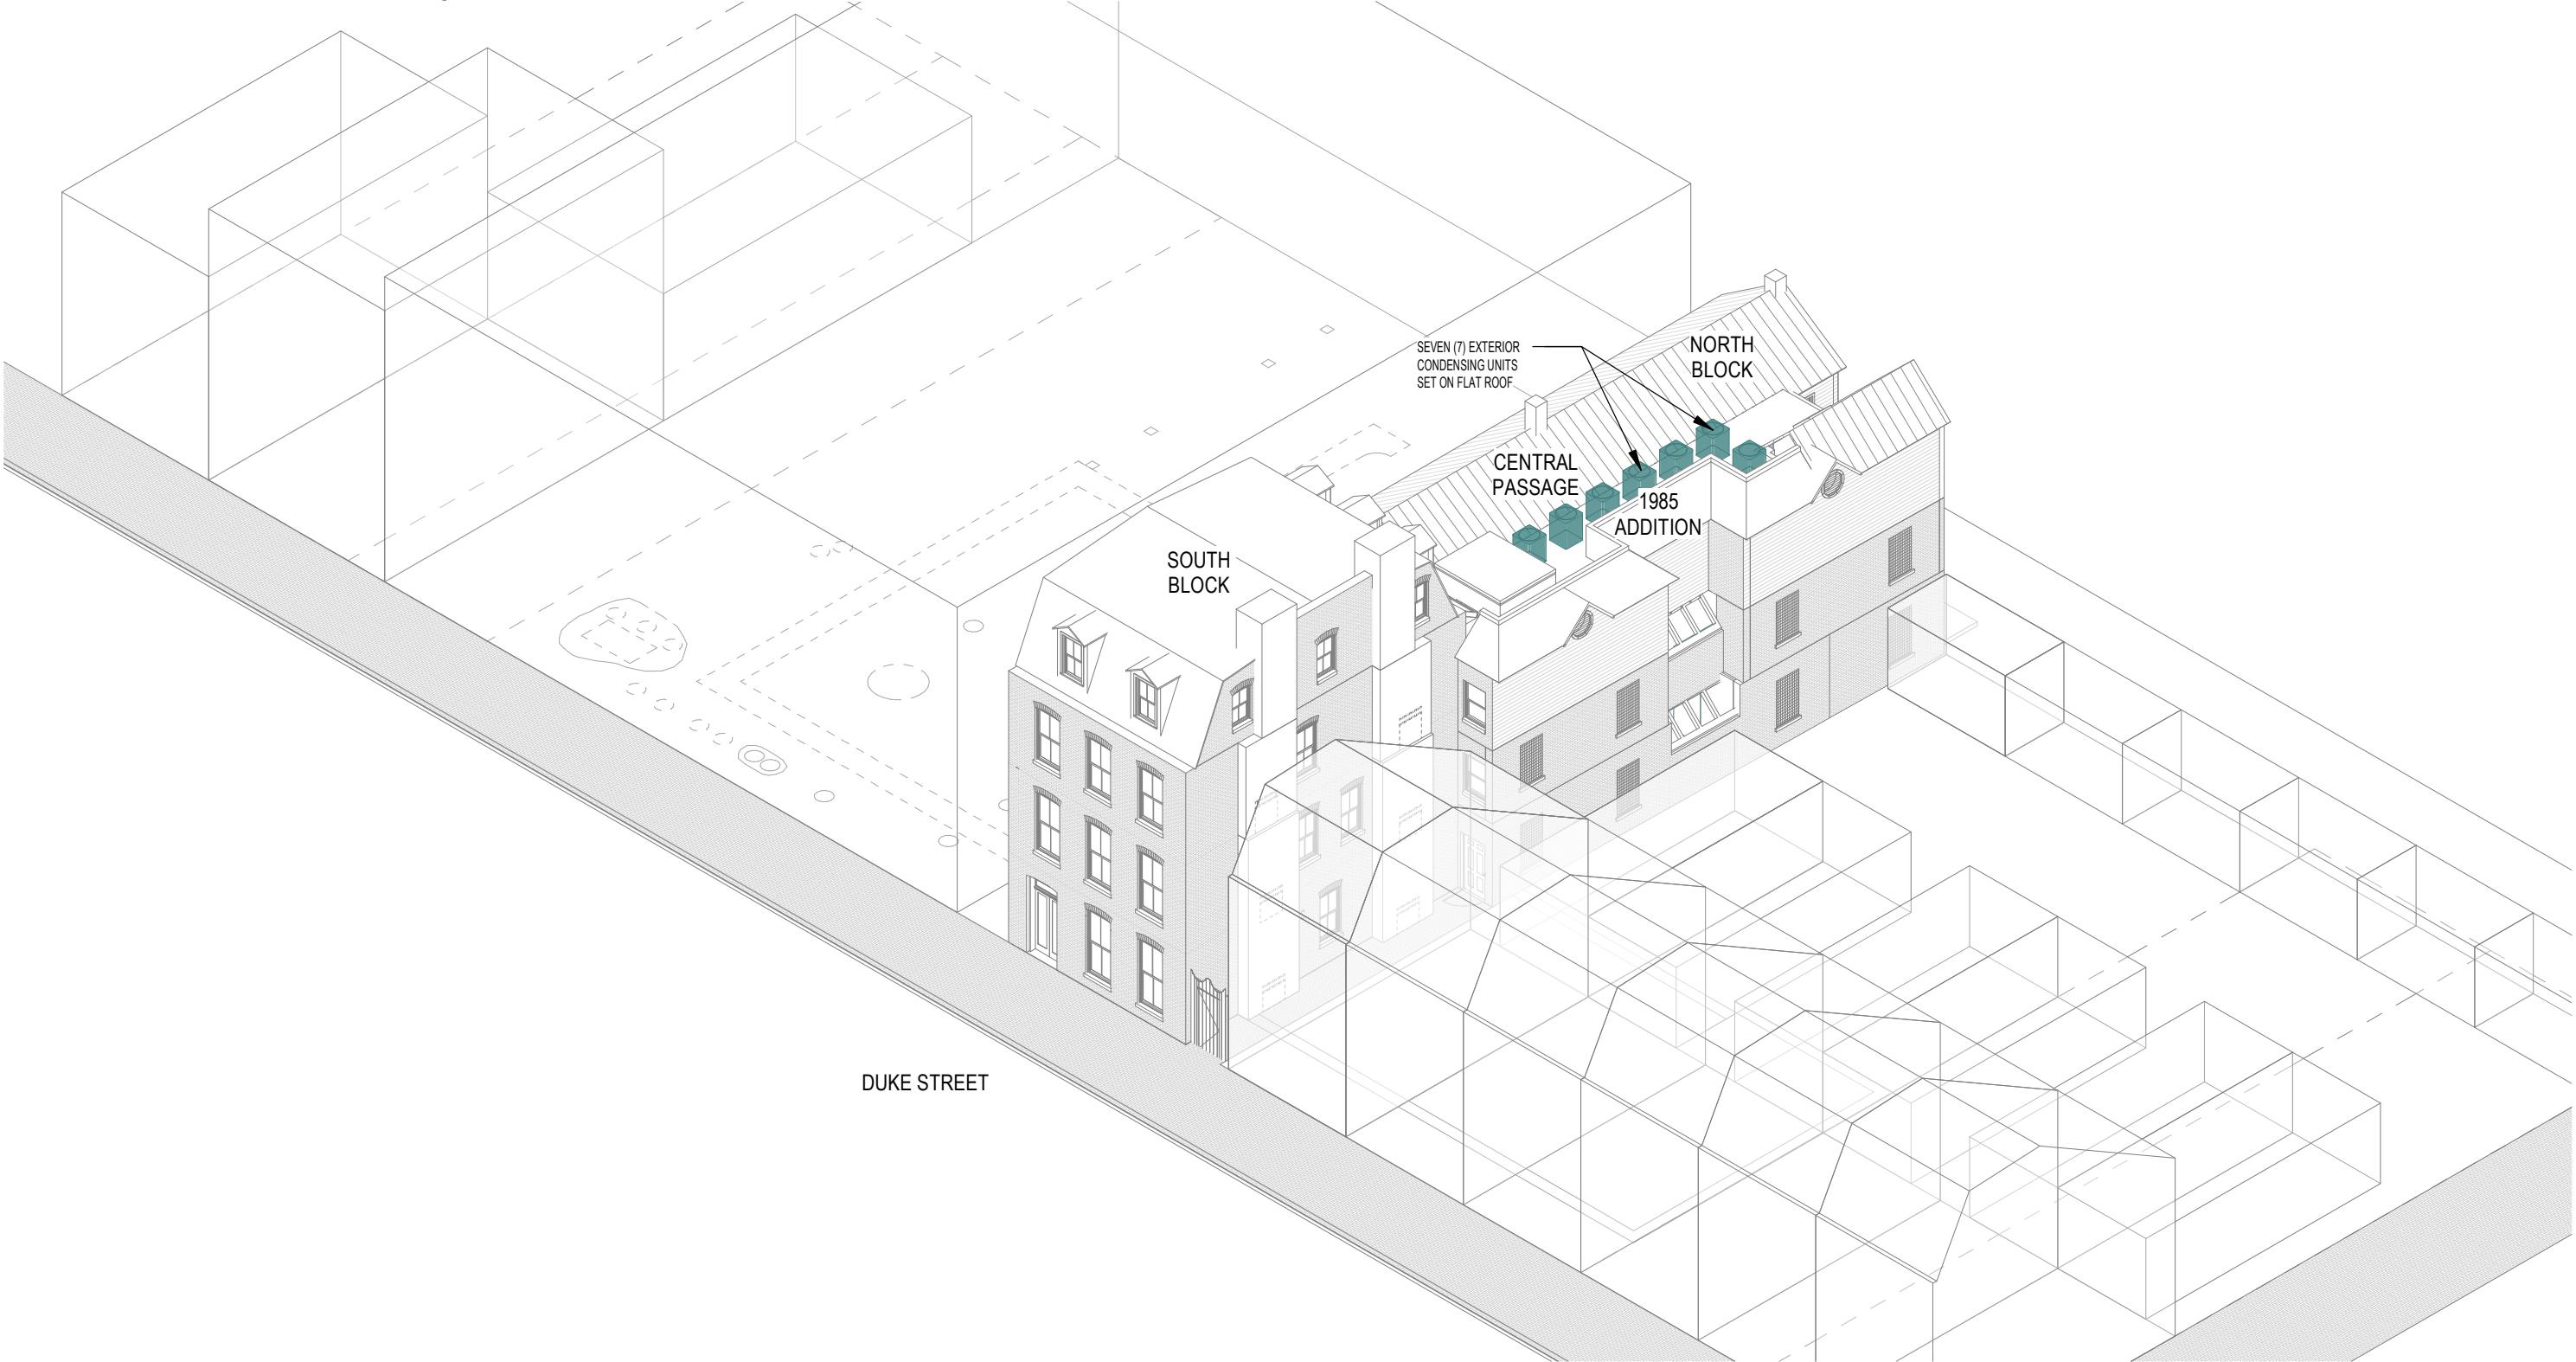 SEVEN (7) EXTERIOR
CONDENSING UNITS
SET ON FLAT ROOF
NORTH
BLOCK
CENTRAL
PASSAGE
1985
ADDITION
SOUTH
BLOCK
DUKE STREET